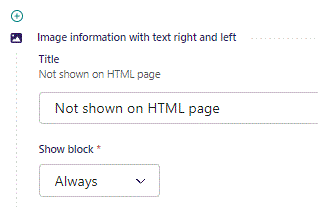 Image information with text right and left
Title
Not shown on HTML page
Not shown on HTML page
Show block *
Always